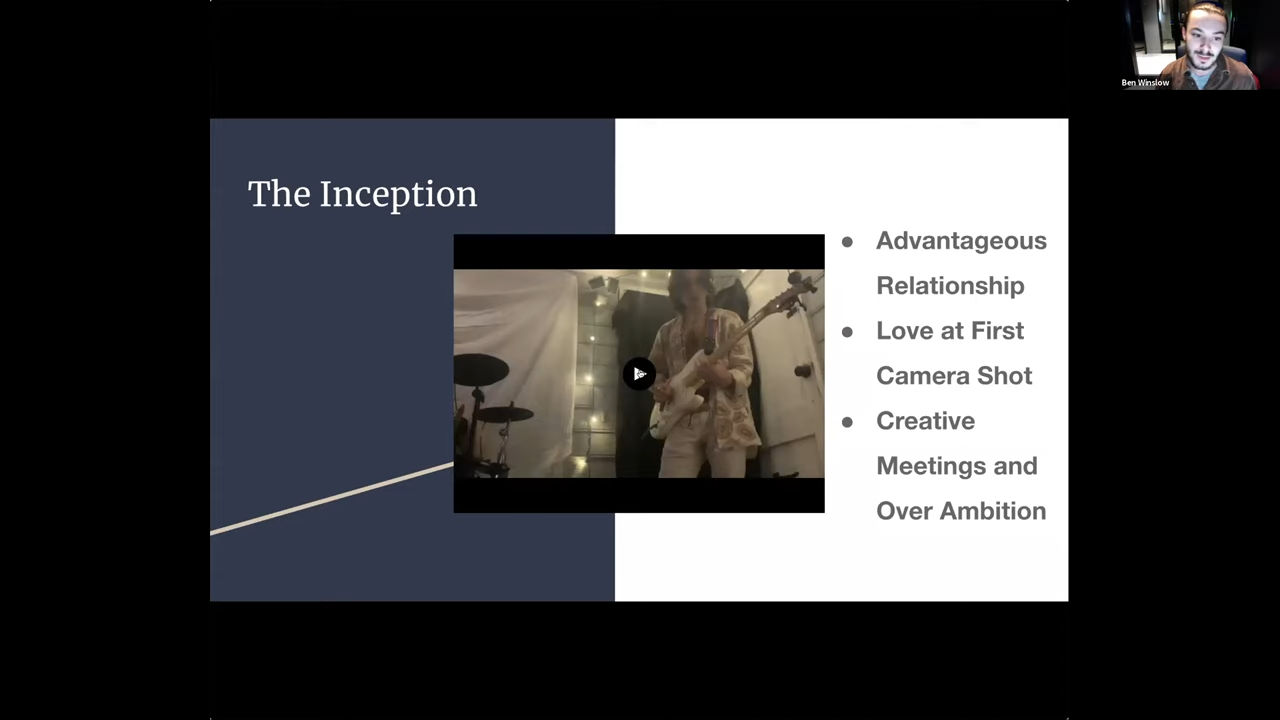 Ben Winslow
The Inception
● Advantageous
Relationship
● Love at First
Camera Shot
● Creative
Meetings and
Over Ambition